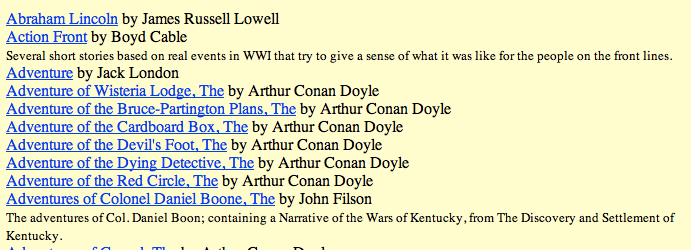 Abraham Lincoln by James Russell Lowell
Action Front by Boyd Cable
Several short stories based on real events in WWI that try to give a sense of what it was like for the people on the front lines.
Adventure by Jack London
Adventure of Wisteria Lodge, The by Arthur Conan Doyle
Adventure of the Bruce-Partington Plans, The by Arthur Conan Doyle
Adventure of the Cardboard Box, The by Arthur Conan Doyle
Adventure of the Devil's Foot, The by Arthur Conan Doyle
Adventure of the Dying Detective, The by Arthur Conan Doyle
Adventure of the Red Circle, The by Arthur Conan Doyle
Adventures of Colonel Daniel Boone, The by John Filson
The adventures of Col. Daniel Boon; containing a Narrative of the Wars of Kentucky, from The Discovery and Settlement of
Kentucky.